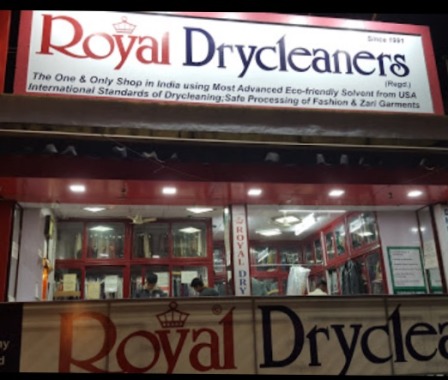 Royal Drycleaners
Since 1991
(Regd.)
The One & Only Shop in India using Most Advanced Eco-friendly Solvent from USA
International Standards of Drycleaning;Safe Processing of Fashion & Zari Garments
ROYAL DRY
Royal Dryclea